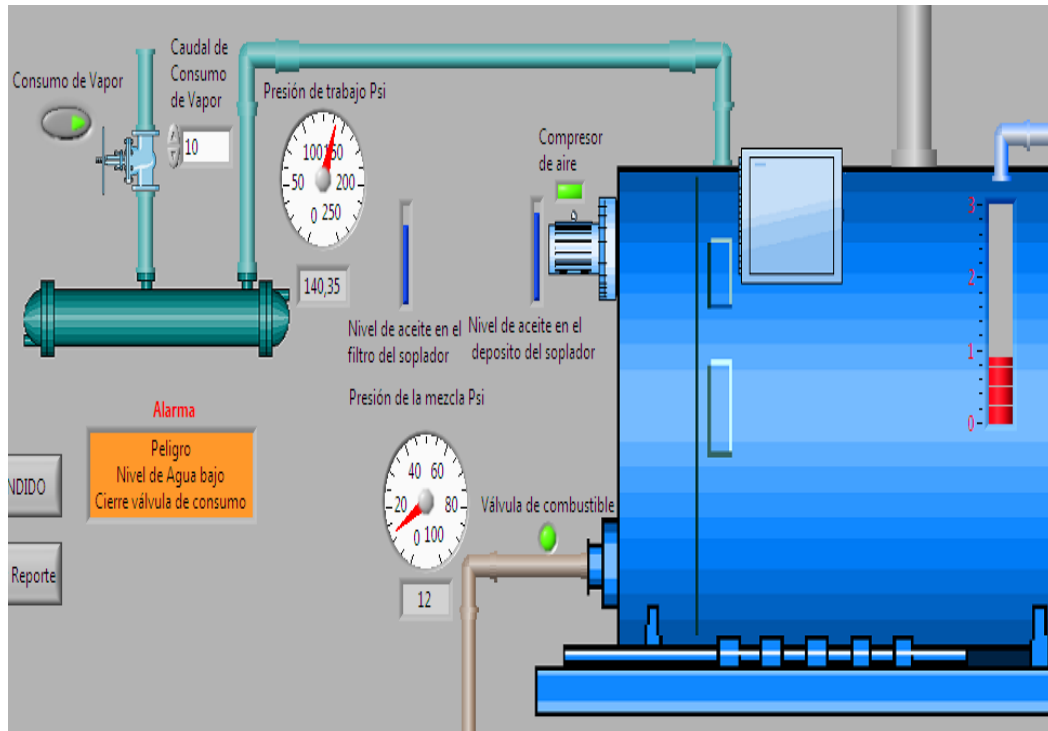 Consumo de Vapor
Caudal de
Consumo
de Vapor
10
Presión de trabajo Psi
0
50
100
150
200
250
140,35
Compresor
de aire
Nivel de aceite en el
filtro del soplador
Nivel de aceite en el
deposito del soplador
3
2
1
0
Presión de la mezcla Psi
0
20
40
60
80
100
12
Válvula de combustible
Alarma
Peligro
Nivel de Agua bajo
Cierre válvula de consumo
NDIDO
Reporte